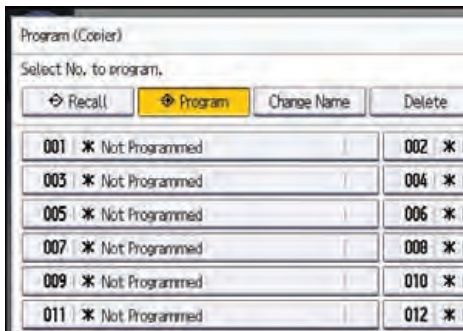 Program (Copier)
Select No. to program.
Recall Program Change Name Delete
001 * Not Programmed 002 *
003 * Not Programmed 004 *
005 * Not Programmed 006 *
007 * Not Programmed 008 *
009 * Not Programmed 010 *
011 * Not Programmed 012 *